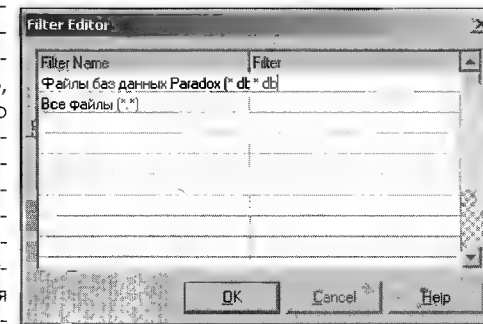 Filter Editor
Filter Name Filter
Файлы баз данных Paradox (*.db *.db
Все файлы (*.*)
OK Cancel Help